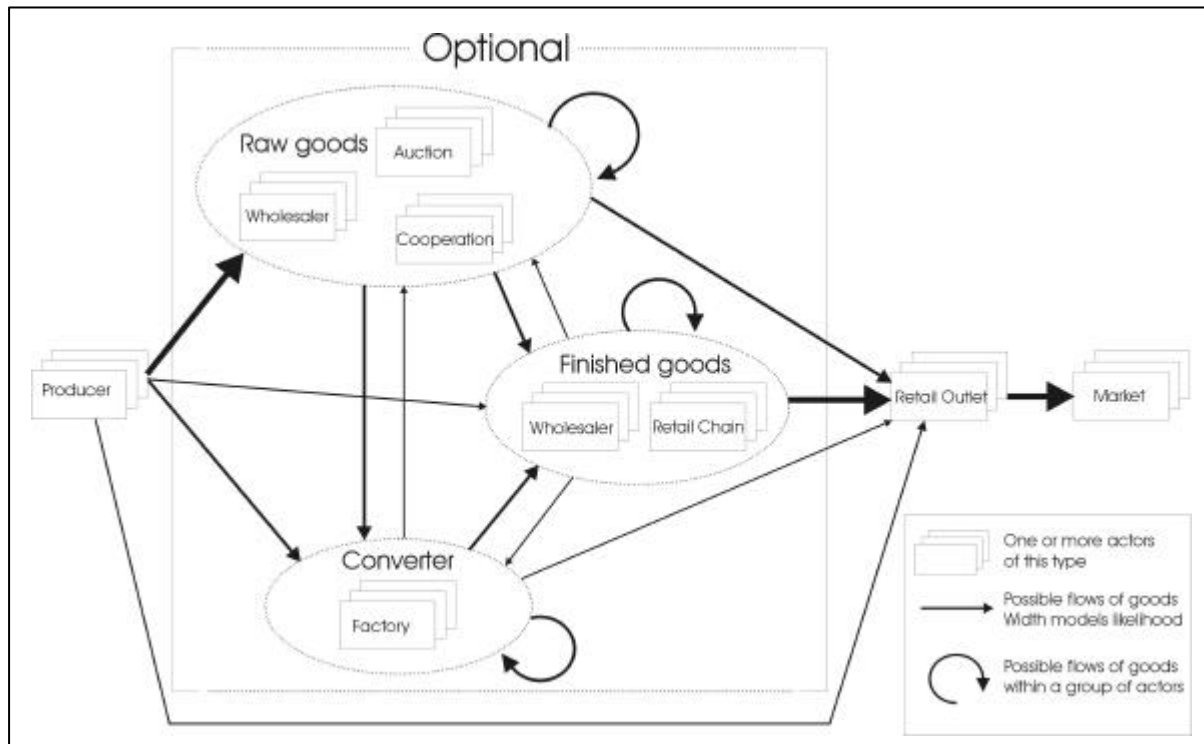 Optional
Raw goods
Auction
Wholesaler
Cooperation
Finished goods
Wholesaler
Retail Chain
Producer
Retail Outlet
Market
Converter
Factory
One or more actors
of this type
Possible flows of goods
Width models likelihood
Possible flows of goods
within a group of actors